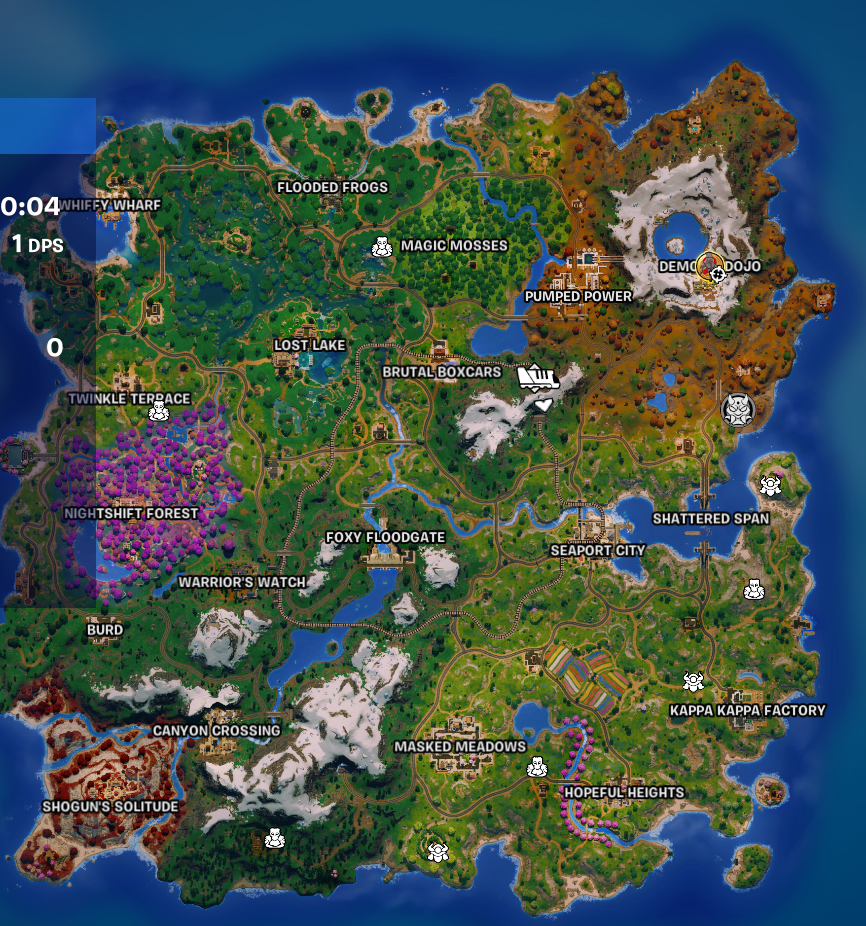 FLOODED FROGS
0:04
WHIFFY WHARF
1 DPS
MAGIC MOSSES
DEMO DOJO
PUMPED POWER
0
LOST LAKE
BRUTAL BOXCARS
TWINKLE TERRACE
NIGHTSHIFT FOREST
SHATTERED SPAN
FOXY FLOODGATE
SEAPORT CITY
WARRIOR'S WATCH
BURD
KAPPA KAPPA FACTORY
CANYON CROSSING
MASKED MEADOWS
HOPEFUL HEIGHTS
SHOGUN'S SOLITUDE